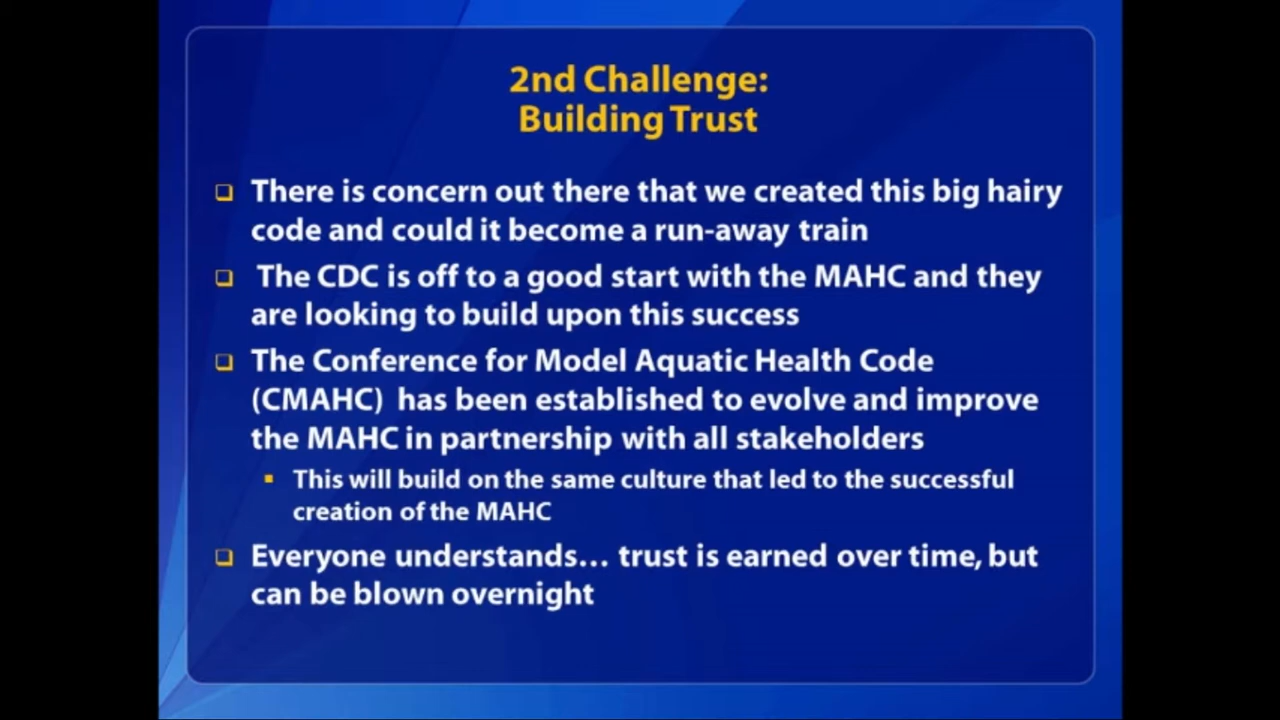 2nd Challenge:
Building Trust
There is concern out there that we created this big hairy
code and could it become a run-away train
The CDC is off to a good start with the MAHC and they
are looking to build upon this success
The Conference for Model Aquatic Health Code
(CMAHC) has been established to evolve and improve
the MAHC in partnership with all stakeholders
This will build on the same culture that led to the successful
creation of the MAHC
Everyone understands... trust is earned over time, but
can be blown overnight